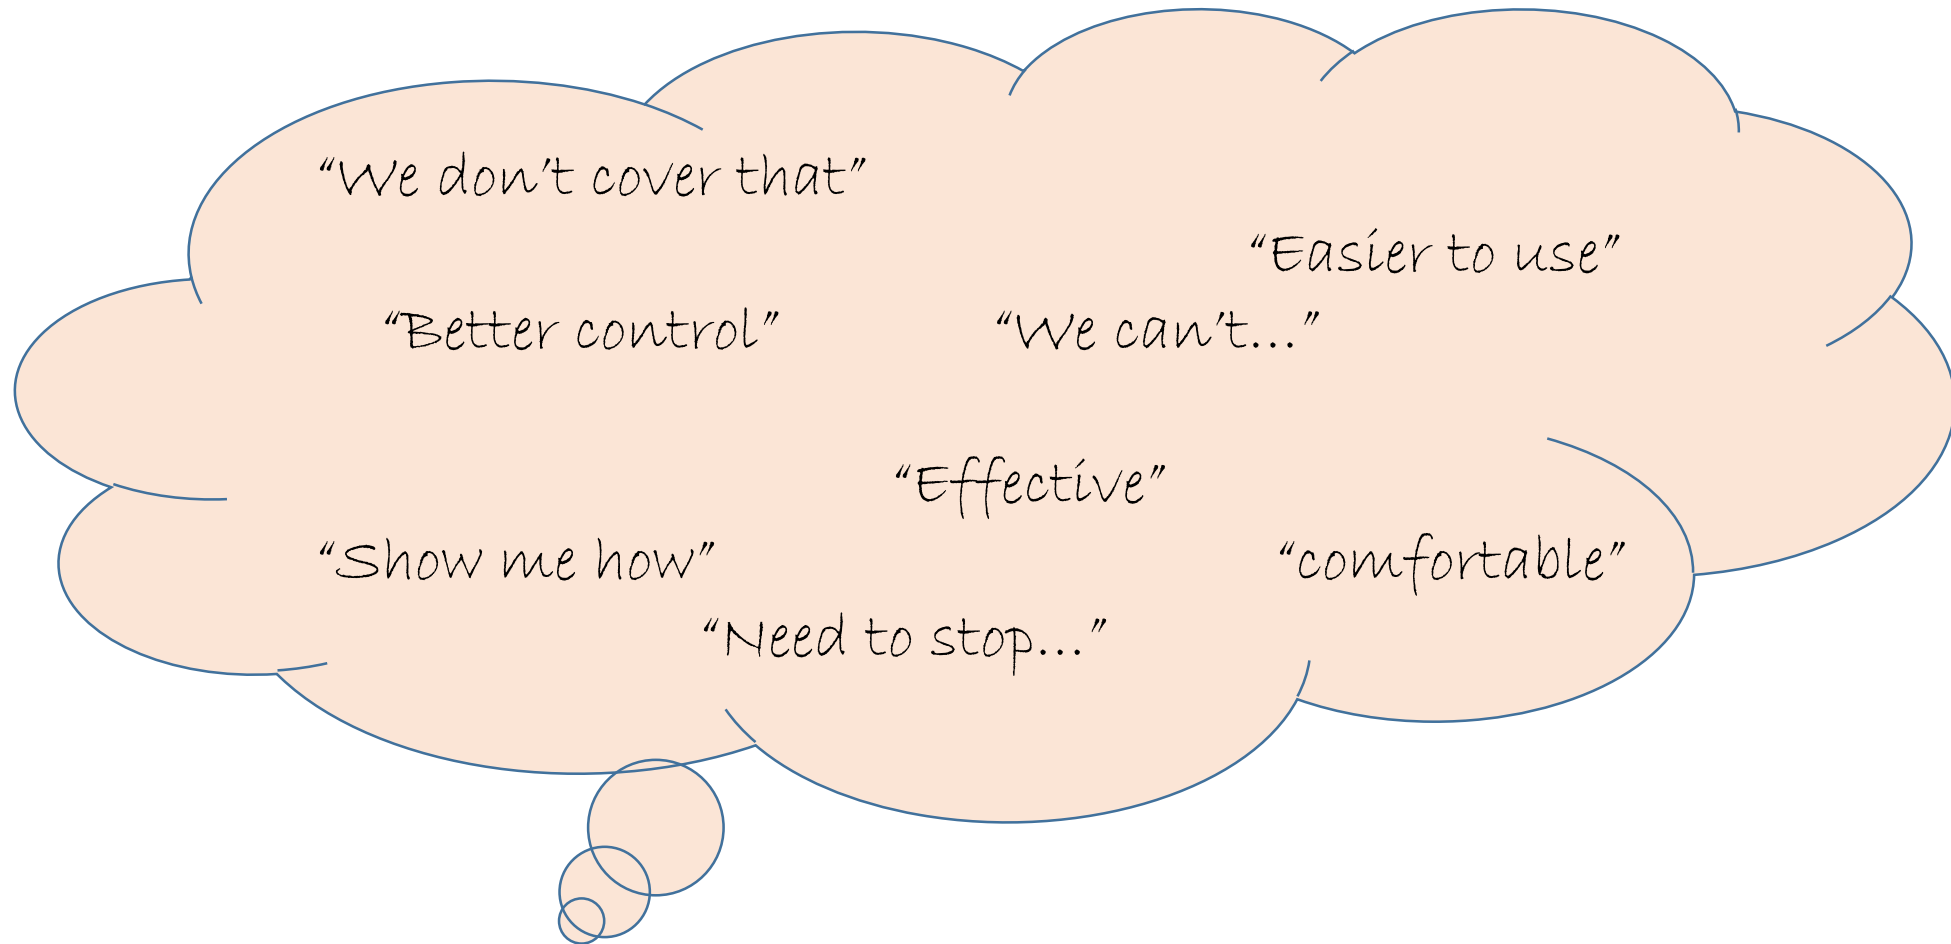 “We don’t cover that”
“Easier to use”
“Better control” “We can’t...”
“Effective”
“Show me how” “comfortable”
“Need to stop...”